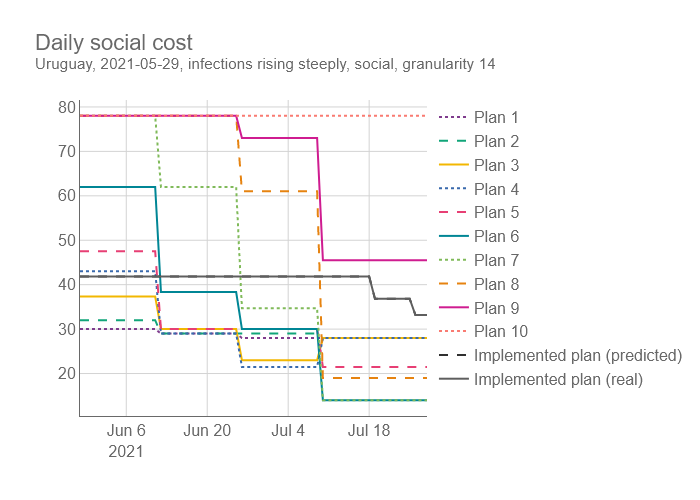 Daily social cost
Uruguay, 2021-05-29, infections rising steeply, social, granularity 14
80
70
60
50
40
30
20
Jun 6
2021
Jun 20
Jul 4
Jul 18
Plan 1
Plan 2
Plan 3
Plan 4
Plan 5
Plan 6
Plan 7
Plan 8
Plan 9
Plan 10
Implemented plan (predicted)
Implemented plan (real)